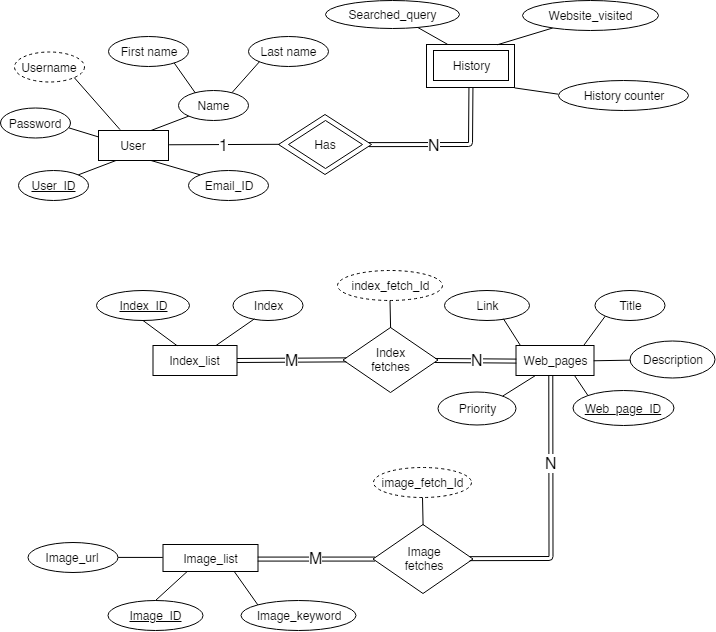 Searched_query
Website_visited
First name
Last name
Username
History
Name
History counter
Password
User
1
Has
N
User_ID
Email_ID
index_fetch_Id
Index_ID
Index
Link
Title
Index_list
M
Index
fetches
N
Web_pages
Description
Priority
Web_page_ID
N
image_fetch_Id
Image_url
Image_list
M
Image
fetches
Image_ID
Image_keyword